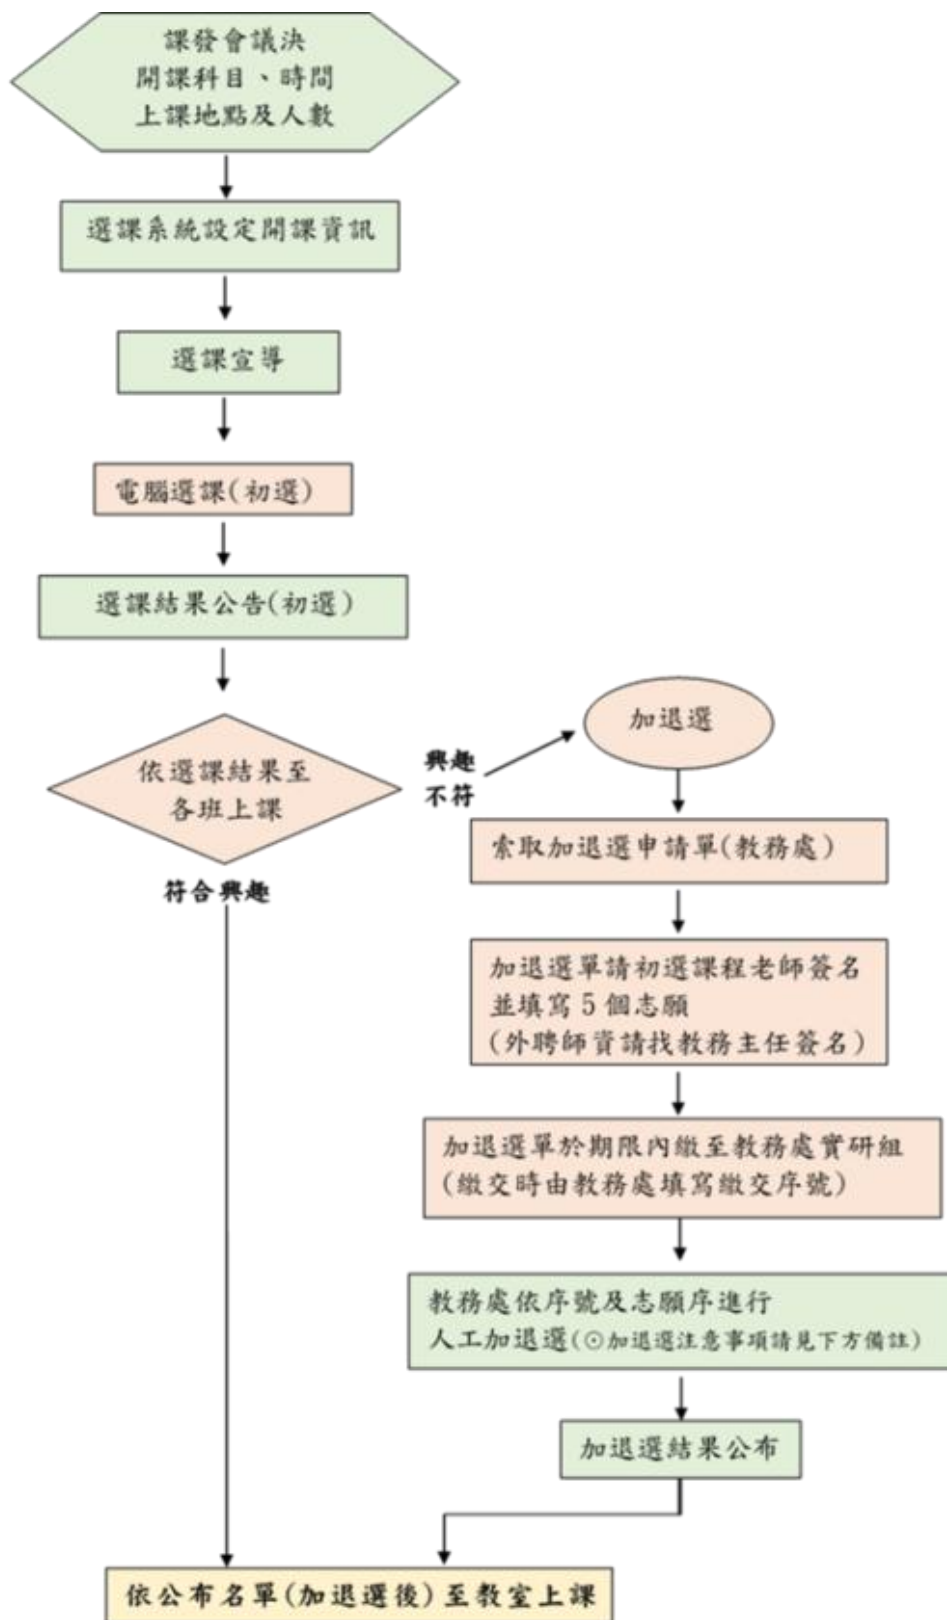 課發會議決
開課科目、時間
上課地點及人數
選課系統設定開課資訊
選課宣導
電腦選課(初選)
選課結果公告(初選)
依選課結果至
各班上課
符合興趣
興趣
不符
加退選
索取加退選申請單(教務處)
加退選單請初選課程老師簽名
並填寫 5 個志願
(外聘師資請找教務主任簽名)
加退選單於期限內繳至教務處實研組
(繳交時由教務處填寫繳交序號)
教務處依序號及志願序進行
人工加退選(⊙加退選注意事項請見下方備註)
加退選結果公布
依公布名單(加退選後)至教室上課